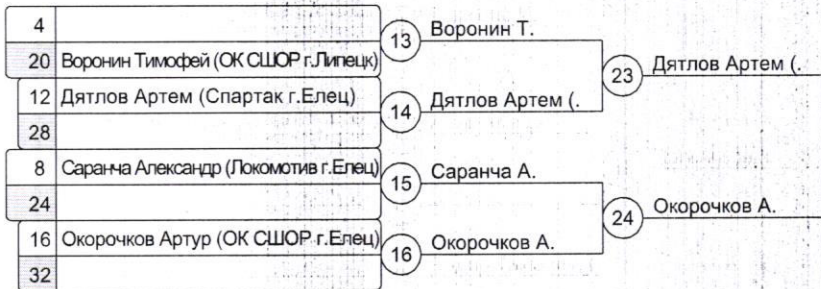 4
20 Воронин Тимофей (ОК СШОР г.Липецк)
13 Воронин Т.
12 Дятлов Артем (Спартак г.Елец)
28
14 Дятлов Артем (.
23 Дятлов Артем (.
8 Саранча Александр (Локомотив г.Елец)
24
15 Саранча А.
16 Окорочков Артур (ОК СШОР г.Елец)
32
16 Окорочков А.
24 Окорочков А.